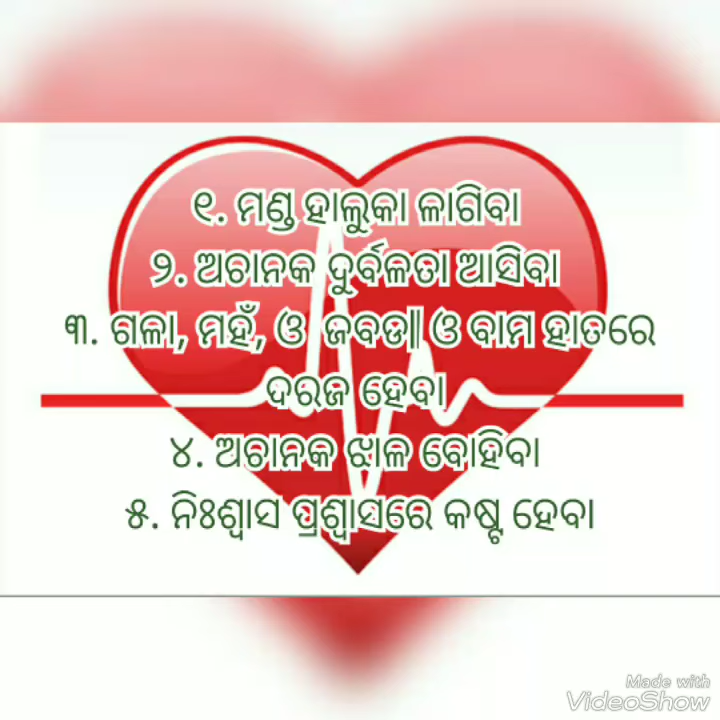 ୧. ମଣ୍ଡ ହାଲୁକା ଳାଗିବା
୨. ଅଚାନକ ଦୁର୍ବଳତା ଆସିବା
୩. ଗଳା, ମହଁ, ଓ ଜବଡା|| ଓ ବାମ ହାତରେ
ଦରଜ ହେବା
୪. ଅଚାନକ ଝାଳ ବୋହିବା
୫. ନିଃଶ୍ୱାସ ପ୍ରଶ୍ୱାସରେ କଷ୍ଟ ହେବା
Made with
VideoShow